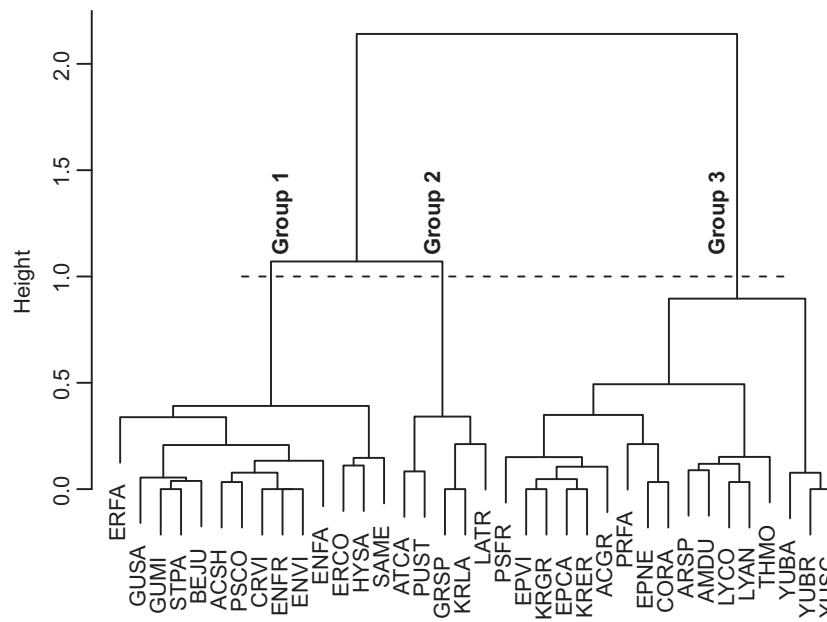 2.0
1.5
1.0
0.5
0.0
Height
Group 1
Group 2
Group 3
ERFA
GUSA
GUMI
STPA
BEJU
ACSH
PSCO
CRVI
ENFR
ENVI
ENFA
ERCO
HYSA
SAME
ATCA
PUST
GRSP
KRLA
LATR
PSFR
EPVI
KRGR
EPCA
KRER
ACGR
PRFA
EPNE
CORA
ARSP
AMDU
LYCO
LYAN
THMO
YUBA
YUBR